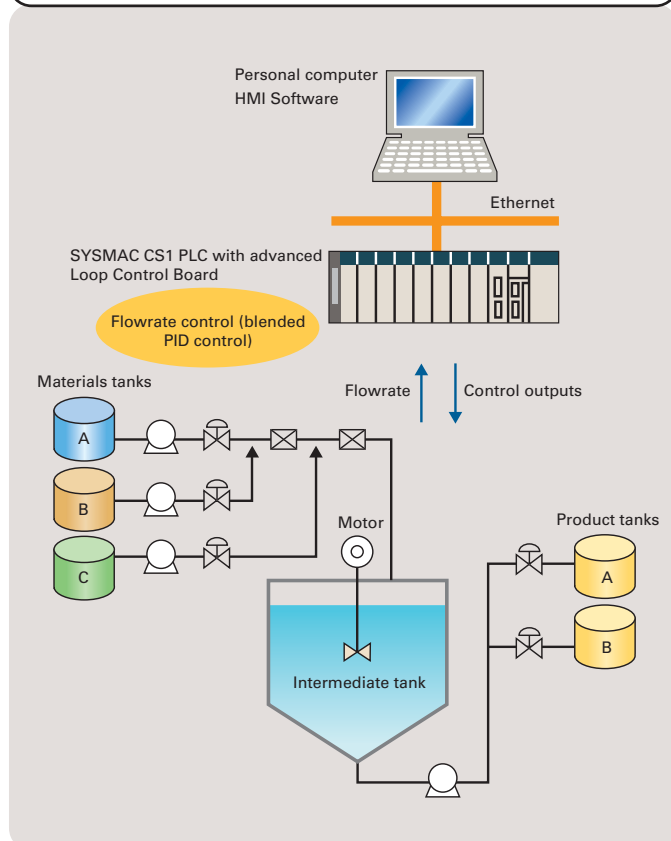 Personal computer
HMI Software
Ethernet
SYSMAC CS1 PLC with advanced
Loop Control Board
Flowrate control (blended
PID control)
Flowrate
Control outputs
Materials tanks
A
B
C
Motor
Product tanks
A
B
Intermediate tank